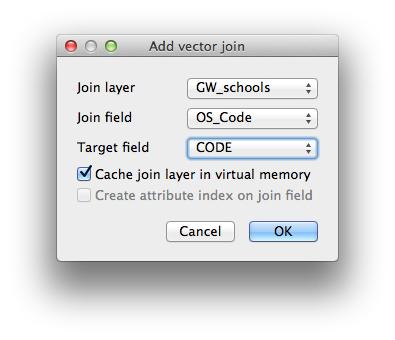 Add vector join
Join layer GW_schools
Join field OS_Code
Target field CODE
Cache join layer in virtual memory
Create attribute index on join field
Cancel OK